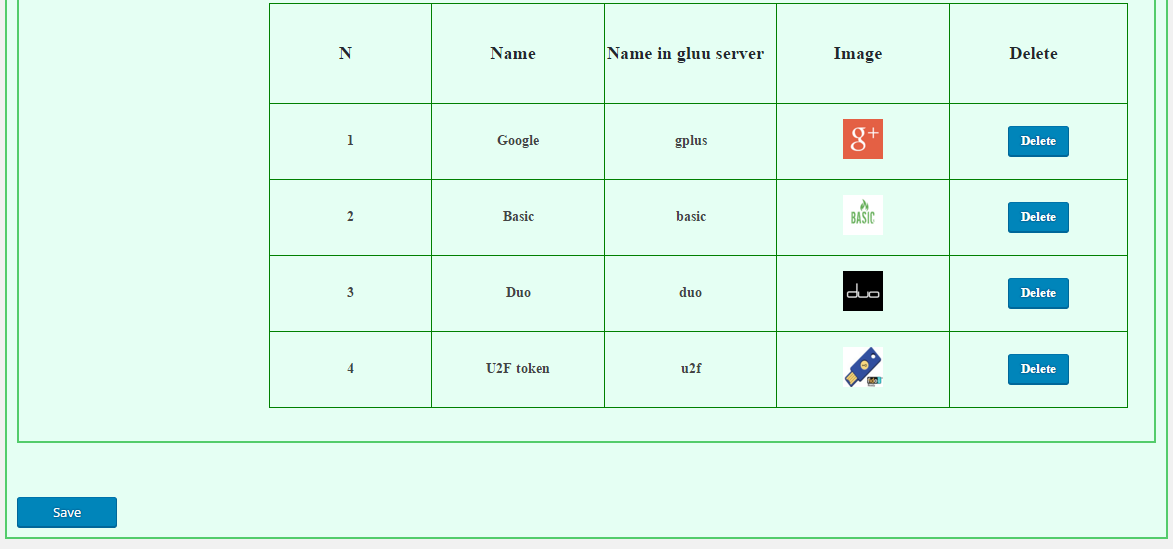 N Name Name in gluu server Image Delete
1 Google gplus g+ Delete
2 Basic basic BASIC Delete
3 Duo duo duo Delete
4 U2F token u2f Delete
Save